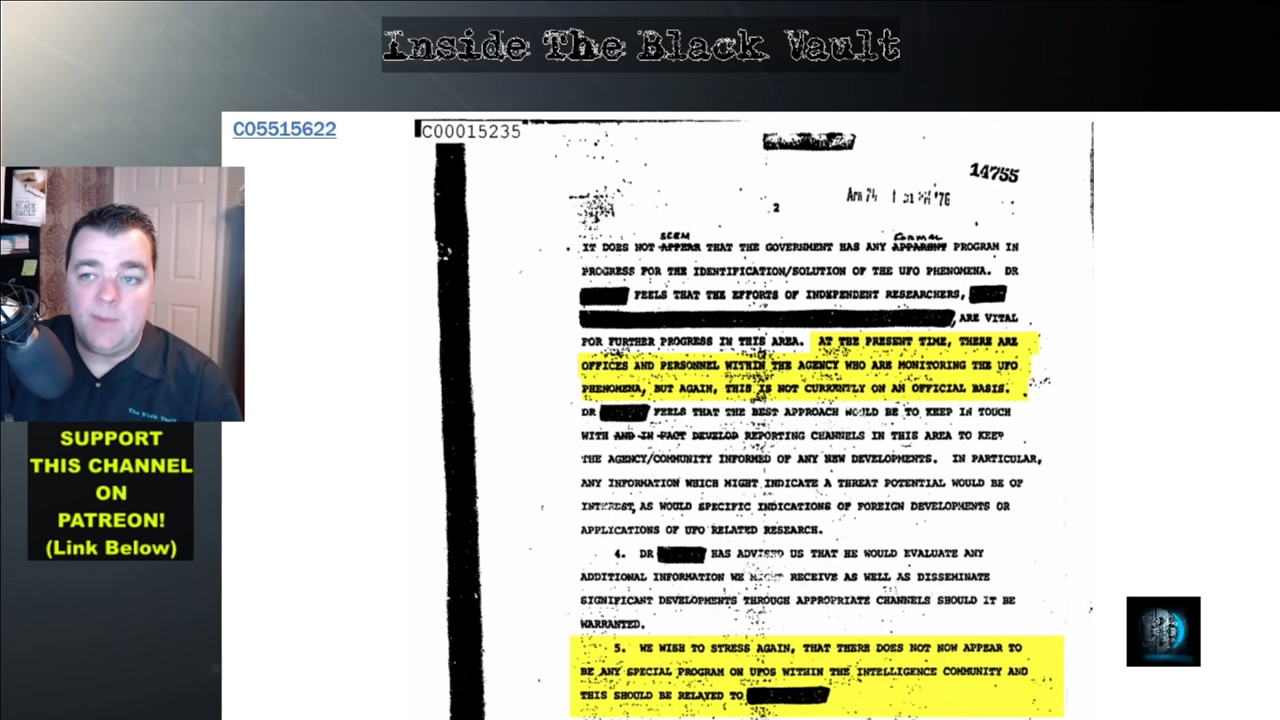 Inside The Black Vault
C05515622
C00015235
14755
2
SEEM
FORMAL
IT DOES NOT APPEAR THAT THE GOVERNMENT HAS ANY APPARENT PROGRAM IN
PROGRESS FOR THE IDENTIFICATION/SOLUTION OF THE UFO PHENOMENA. DR
FEELS THAT THE EFFORTS OF INDEPENDENT RESEARCHERS,
, ARE VITAL
FOR FURTHER PROGRESS IN THIS AREA. AT THE PRESENT TIME, THERE ARE
OFFICES AND PERSONNEL WITHIN THE AGENCY WHO ARE MONITORING THE UFO
PHENOMENA, BUT AGAIN, THIS IS NOT CURRENTLY ON AN OFFICIAL BASIS.
DR FEELS THAT THE BEST APPROACH WOULD BE TO KEEP IN TOUCH
WITH AND IN FACT DEVELOP REPORTING CHANNELS IN THIS AREA TO KEEP
THE AGENCY/COMMUNITY INFORMED OF ANY NEW DEVELOPMENTS. IN PARTICULAR,
ANY INFORMATION WHICH MIGHT INDICATE A THREAT POTENTIAL WOULD BE OF
INTEREST, AS WOULD SPECIFIC INDICATIONS OF FOREIGN DEVELOPMENTS OR
APPLICATIONS OF UFO RELATED RESEARCH.
4. DR HAS ADVISED US THAT HE WOULD EVALUATE ANY
ADDITIONAL INFORMATION WE MIGHT RECEIVE AS WELL AS DISSEMINATE
SIGNIFICANT DEVELOPMENTS THROUGH APPROPRIATE CHANNELS SHOULD IT BE
WARRANTED.
5. WE WISH TO STRESS AGAIN, THAT THERE DOES NOT NOW APPEAR TO
BE ANY SPECIAL PROGRAM ON UFOS WITHIN THE INTELLIGENCE COMMUNITY AND
THIS SHOULD BE RELAYED TO
BLACK
VAULT
The Black Vault
SUPPORT
THIS CHANNEL
ON
PATREON!
(Link Below)